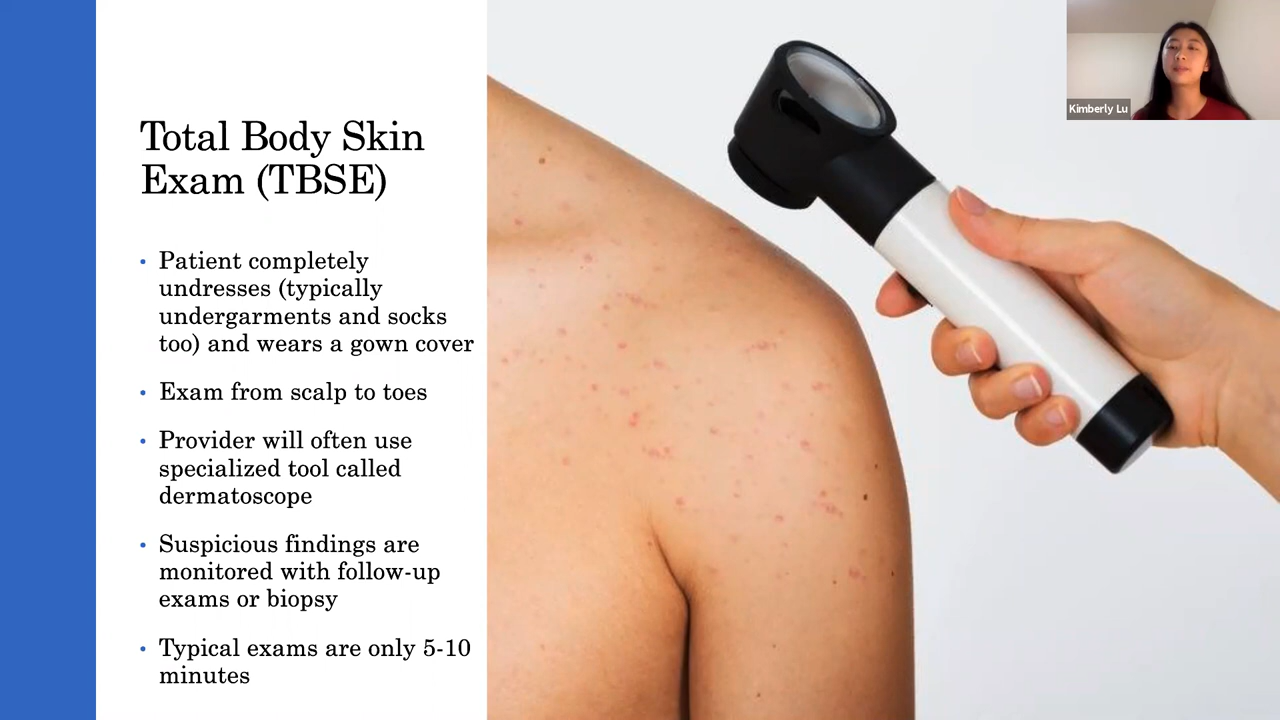 Total Body Skin
Exam (TBSE)
• Patient completely
undresses (typically
undergarments and socks
too) and wears a gown cover
• Exam from scalp to toes
• Provider will often use
specialized tool called
dermatoscope
• Suspicious findings are
monitored with follow-up
exams or biopsy
• Typical exams are only 5-10
minutes
Kimberly Lu